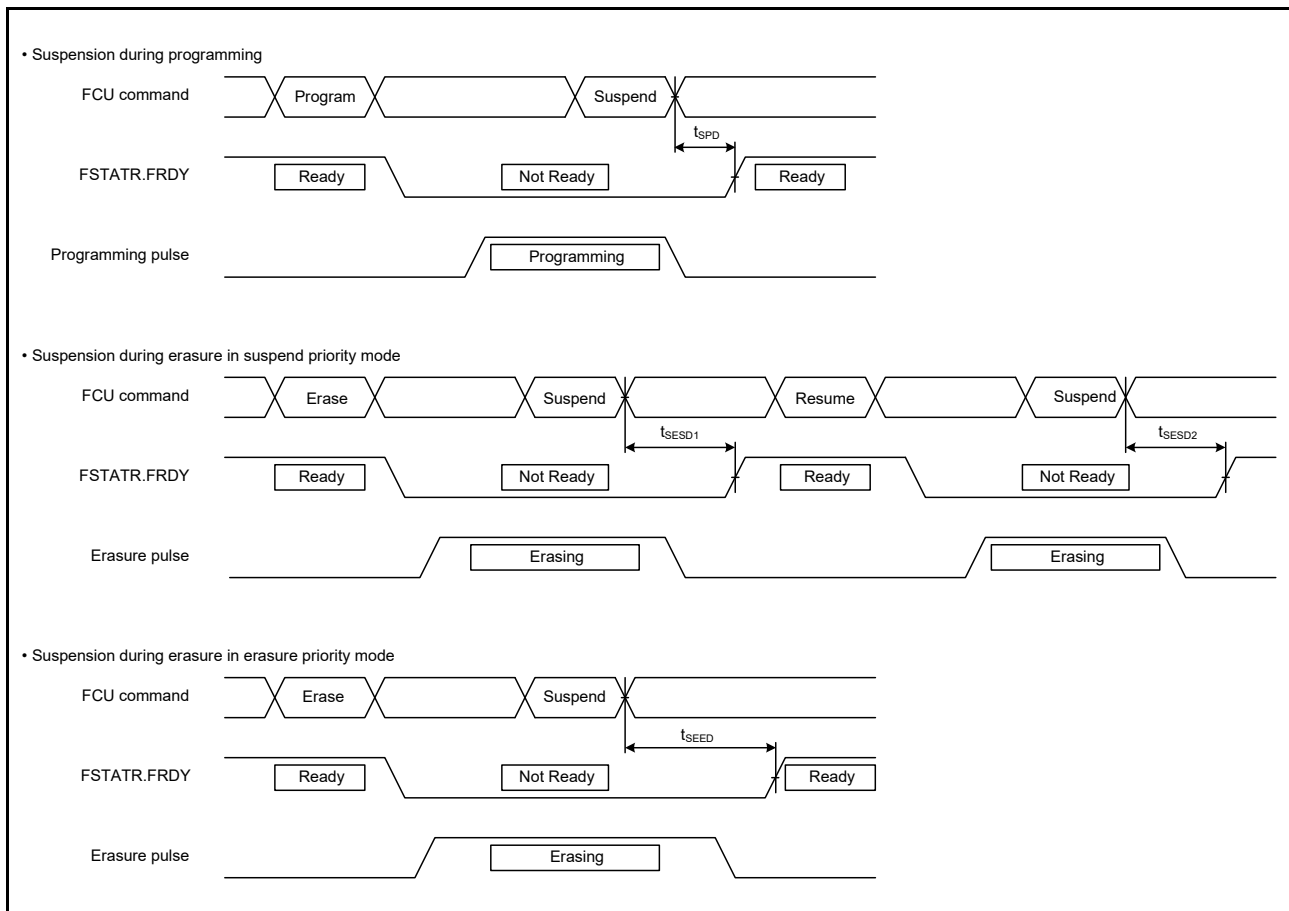 • Suspension during programming
FCU command Program Suspend
tSPD
FSTATR.FRDY Ready Not Ready Ready
Programming pulse Programming
• Suspension during erasure in suspend priority mode
FCU command Erase Suspend Resume Suspend
tSESD1 tSESD2
FSTATR.FRDY Ready Not Ready Ready Not Ready
Erasure pulse Erasing Erasing
• Suspension during erasure in erasure priority mode
FCU command Erase Suspend
tSEED
FSTATR.FRDY Ready Not Ready Ready
Erasure pulse Erasing